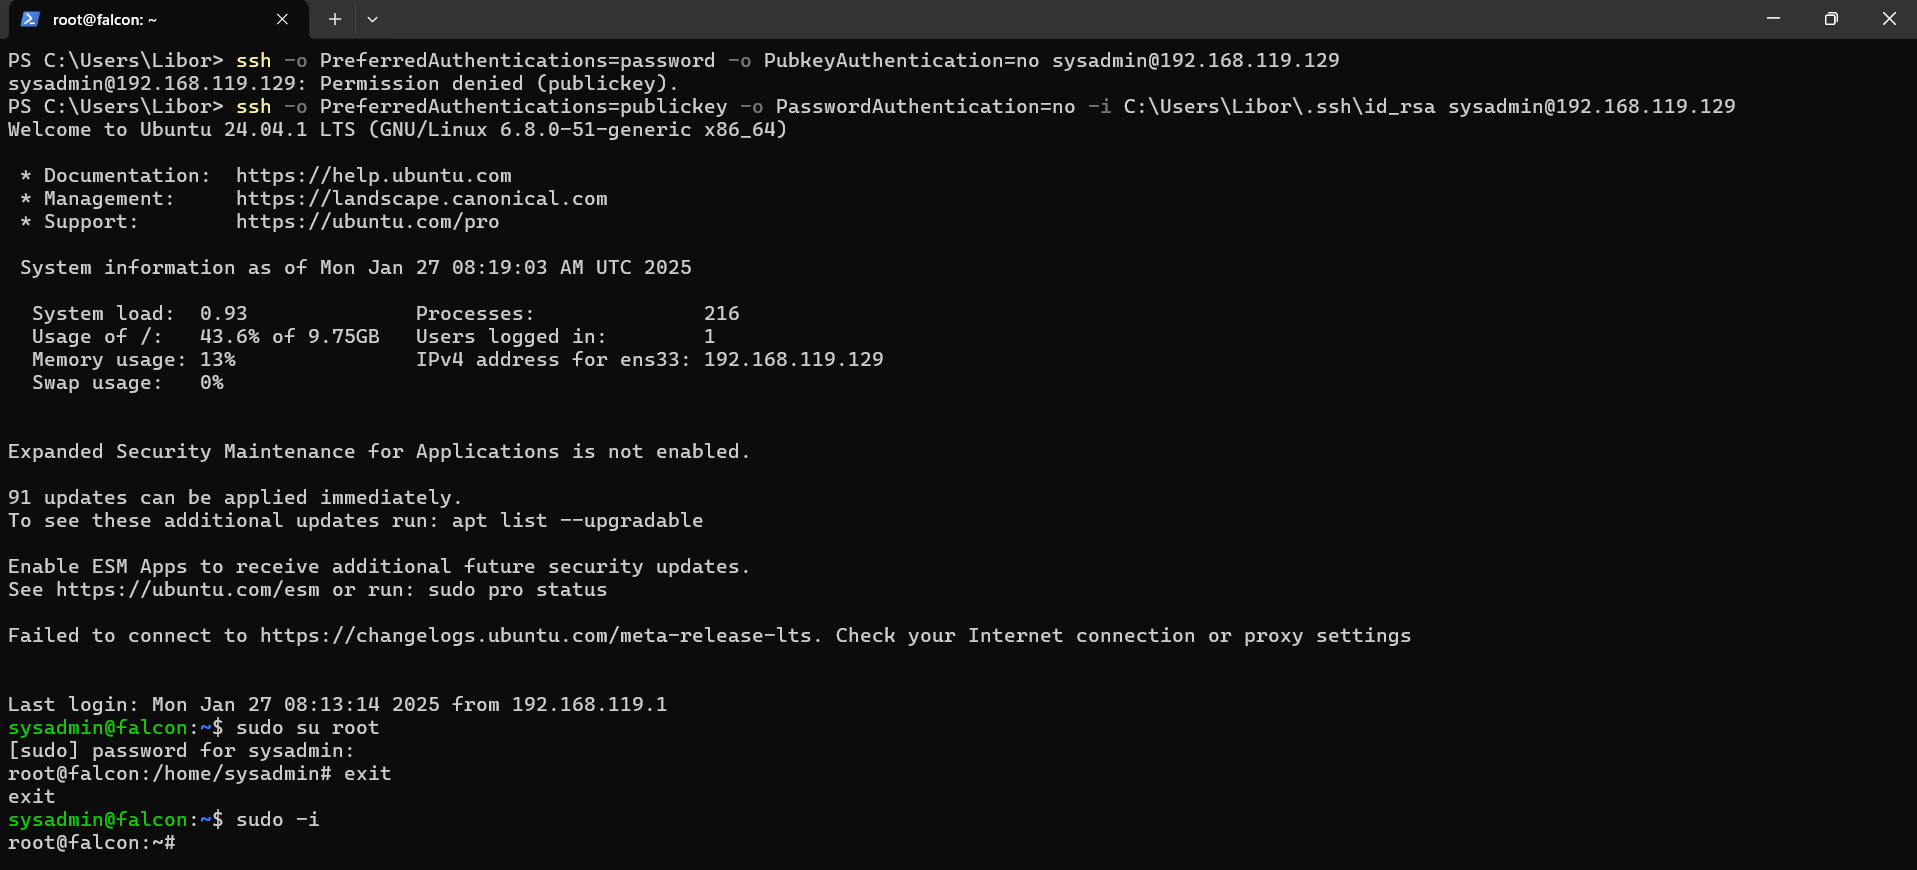 root@falcon: ~
PS C:\Users\Libor> ssh -o PreferredAuthentications=password -o PubkeyAuthentication=no sysadmin@192.168.119.129
sysadmin@192.168.119.129: Permission denied (publickey).
PS C:\Users\Libor> ssh -o PreferredAuthentications=publickey -o PasswordAuthentication=no -i C:\Users\Libor\.ssh\id_rsa sysadmin@192.168.119.129
Welcome to Ubuntu 24.04.1 LTS (GNU/Linux 6.8.0-51-generic x86_64)

 * Documentation:  https://help.ubuntu.com
 * Management:     https://landscape.canonical.com
 * Support:        https://ubuntu.com/pro

 System information as of Mon Jan 27 08:19:03 AM UTC 2025

  System load:  0.93              Processes:              216
  Usage of /:   43.6% of 9.75GB   Users logged in:        1
  Memory usage: 13%               IPv4 address for ens33: 192.168.119.129
  Swap usage:   0%

Expanded Security Maintenance for Applications is not enabled.

91 updates can be applied immediately.
To see these additional updates run: apt list --upgradable

Enable ESM Apps to receive additional future security updates.
See https://ubuntu.com/esm or run: sudo pro status

Failed to connect to https://changelogs.ubuntu.com/meta-release-lts. Check your Internet connection or proxy settings

Last login: Mon Jan 27 08:13:14 2025 from 192.168.119.1
sysadmin@falcon:~$ sudo su root
[sudo] password for sysadmin:
root@falcon:/home/sysadmin# exit
exit
sysadmin@falcon:~$ sudo -i
root@falcon:~#